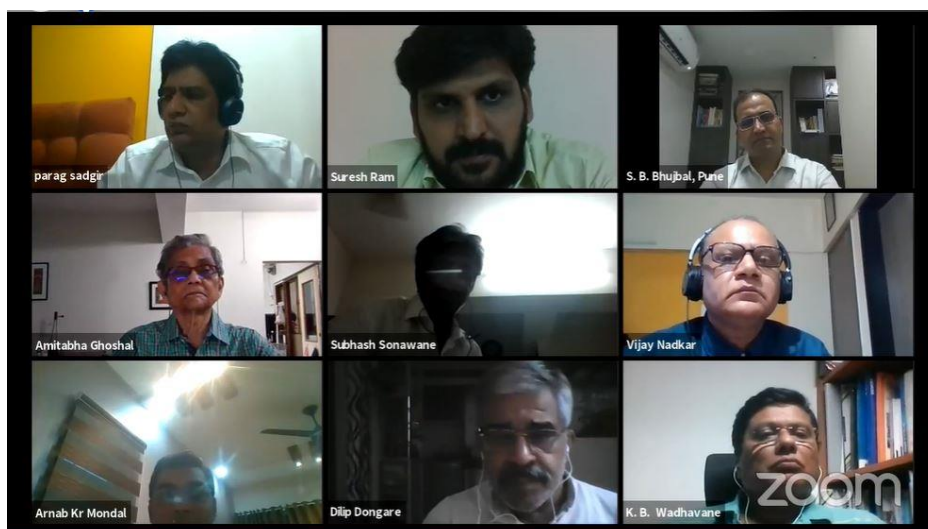 parag sadgir
Suresh Ram
S. B. Bhujbal, Pune
Amitabha Ghoshal
Subhash Sonawane
Vijay Nadkar
Arnab Kr Mondal
Dilip Dongare
K. B. Wadhavane
zoom